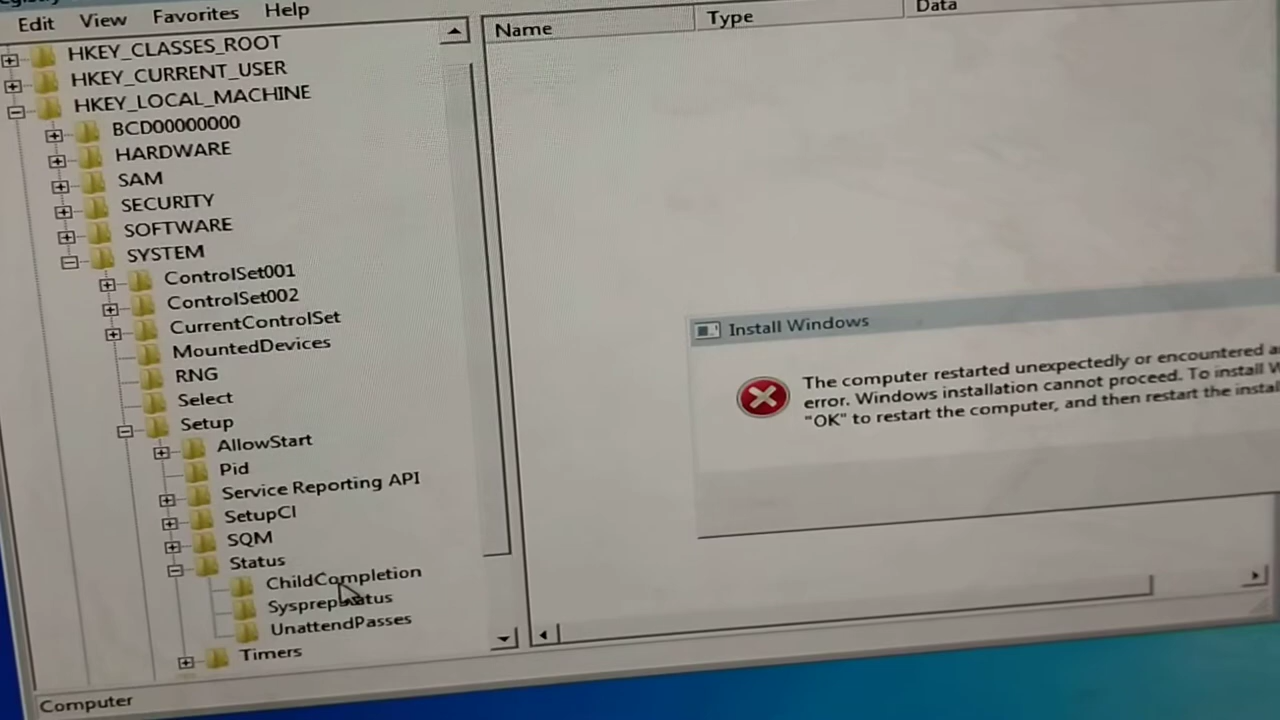 Edit View Favorites Help
Name Type Data
HKEY_CLASSES_ROOT
HKEY_CURRENT_USER
HKEY_LOCAL_MACHINE
BCD00000000
HARDWARE
SAM
SECURITY
SOFTWARE
SYSTEM
ControlSet001
ControlSet002
CurrentControlSet
MountedDevices
RNG
Select
Setup
AllowStart
Pid
Service Reporting API
SetupCl
SQM
Status
ChildCompletion
SysprepStatus
UnattendPasses
Timers
Computer
Install Windows
The computer restarted unexpectedly or encountered
error. Windows installation cannot proceed. To install
"OK" to restart the computer, and then restart the